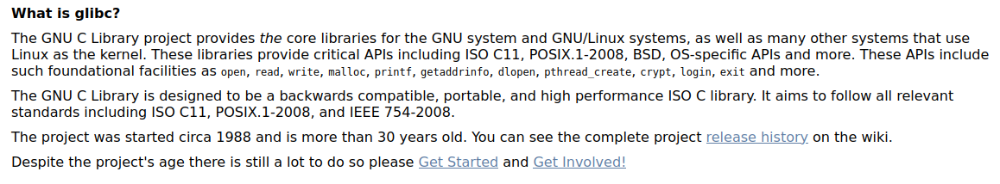 What is glibc?
The GNU C Library project provides the core libraries for the GNU system and GNU/Linux systems, as well as many other systems that use
Linux as the kernel. These libraries provide critical APIs including ISO C11, POSIX.1-2008, BSD, OS-specific APIs and more. These APIs include
such foundational facilities as open, read, write, malloc, printf, getaddrinfo, dlopen, pthread_create, crypt, login, exit and more.
The GNU C Library is designed to be a backwards compatible, portable, and high performance ISO C library. It aims to follow all relevant
standards including ISO C11, POSIX.1-2008, and IEEE 754-2008.
The project was started circa 1988 and is more than 30 years old. You can see the complete project release history on the wiki.
Despite the project's age there is still a lot to do so please Get Started and Get Involved!